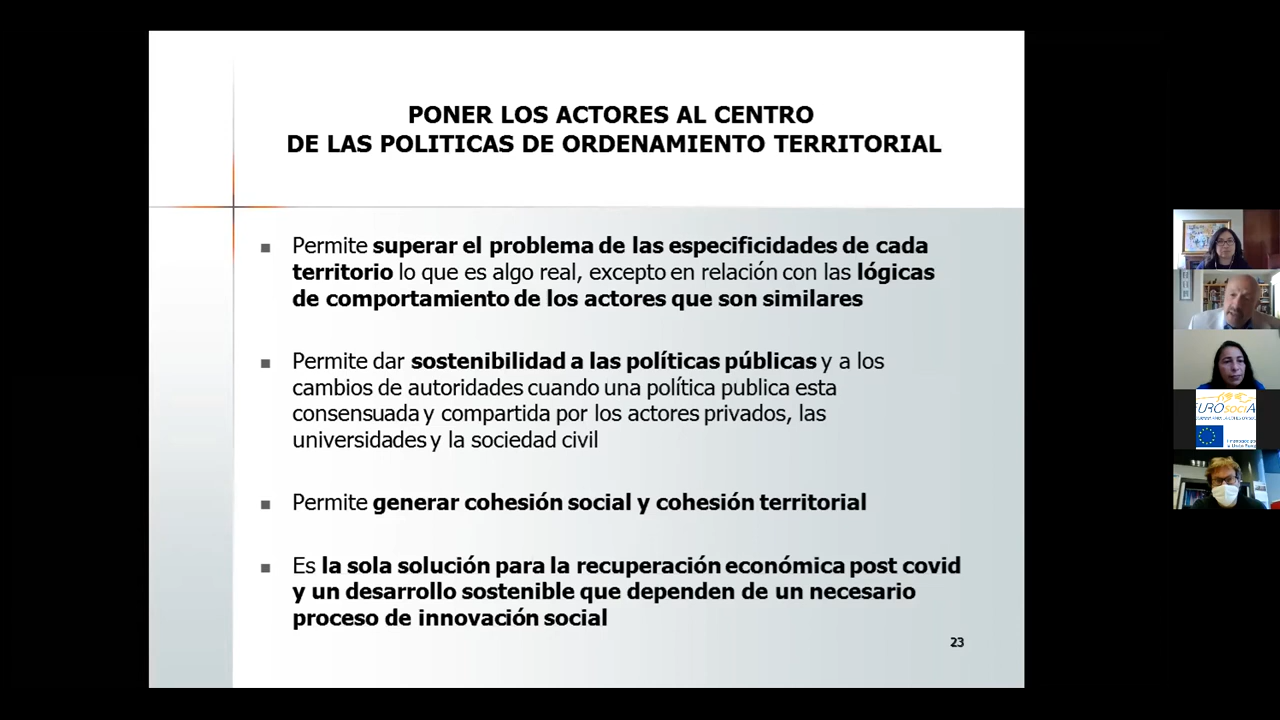 PONER LOS ACTORES AL CENTRO
DE LAS POLITICAS DE ORDENAMIENTO TERRITORIAL
Permite superar el problema de las especificidades de cada
territorio lo que es algo real, excepto en relación con las lógicas
de comportamiento de los actores que son similares
Permite dar sostenibilidad a las políticas públicas y a los
cambios de autoridades cuando una política publica esta
consensuada y compartida por los actores privados, las
universidades y la sociedad civil
Permite generar cohesión social y cohesión territorial
Es la sola solución para la recuperación económica post covid
y un desarrollo sostenible que dependen de un necesario
proceso de innovación social
23
EUROsociA